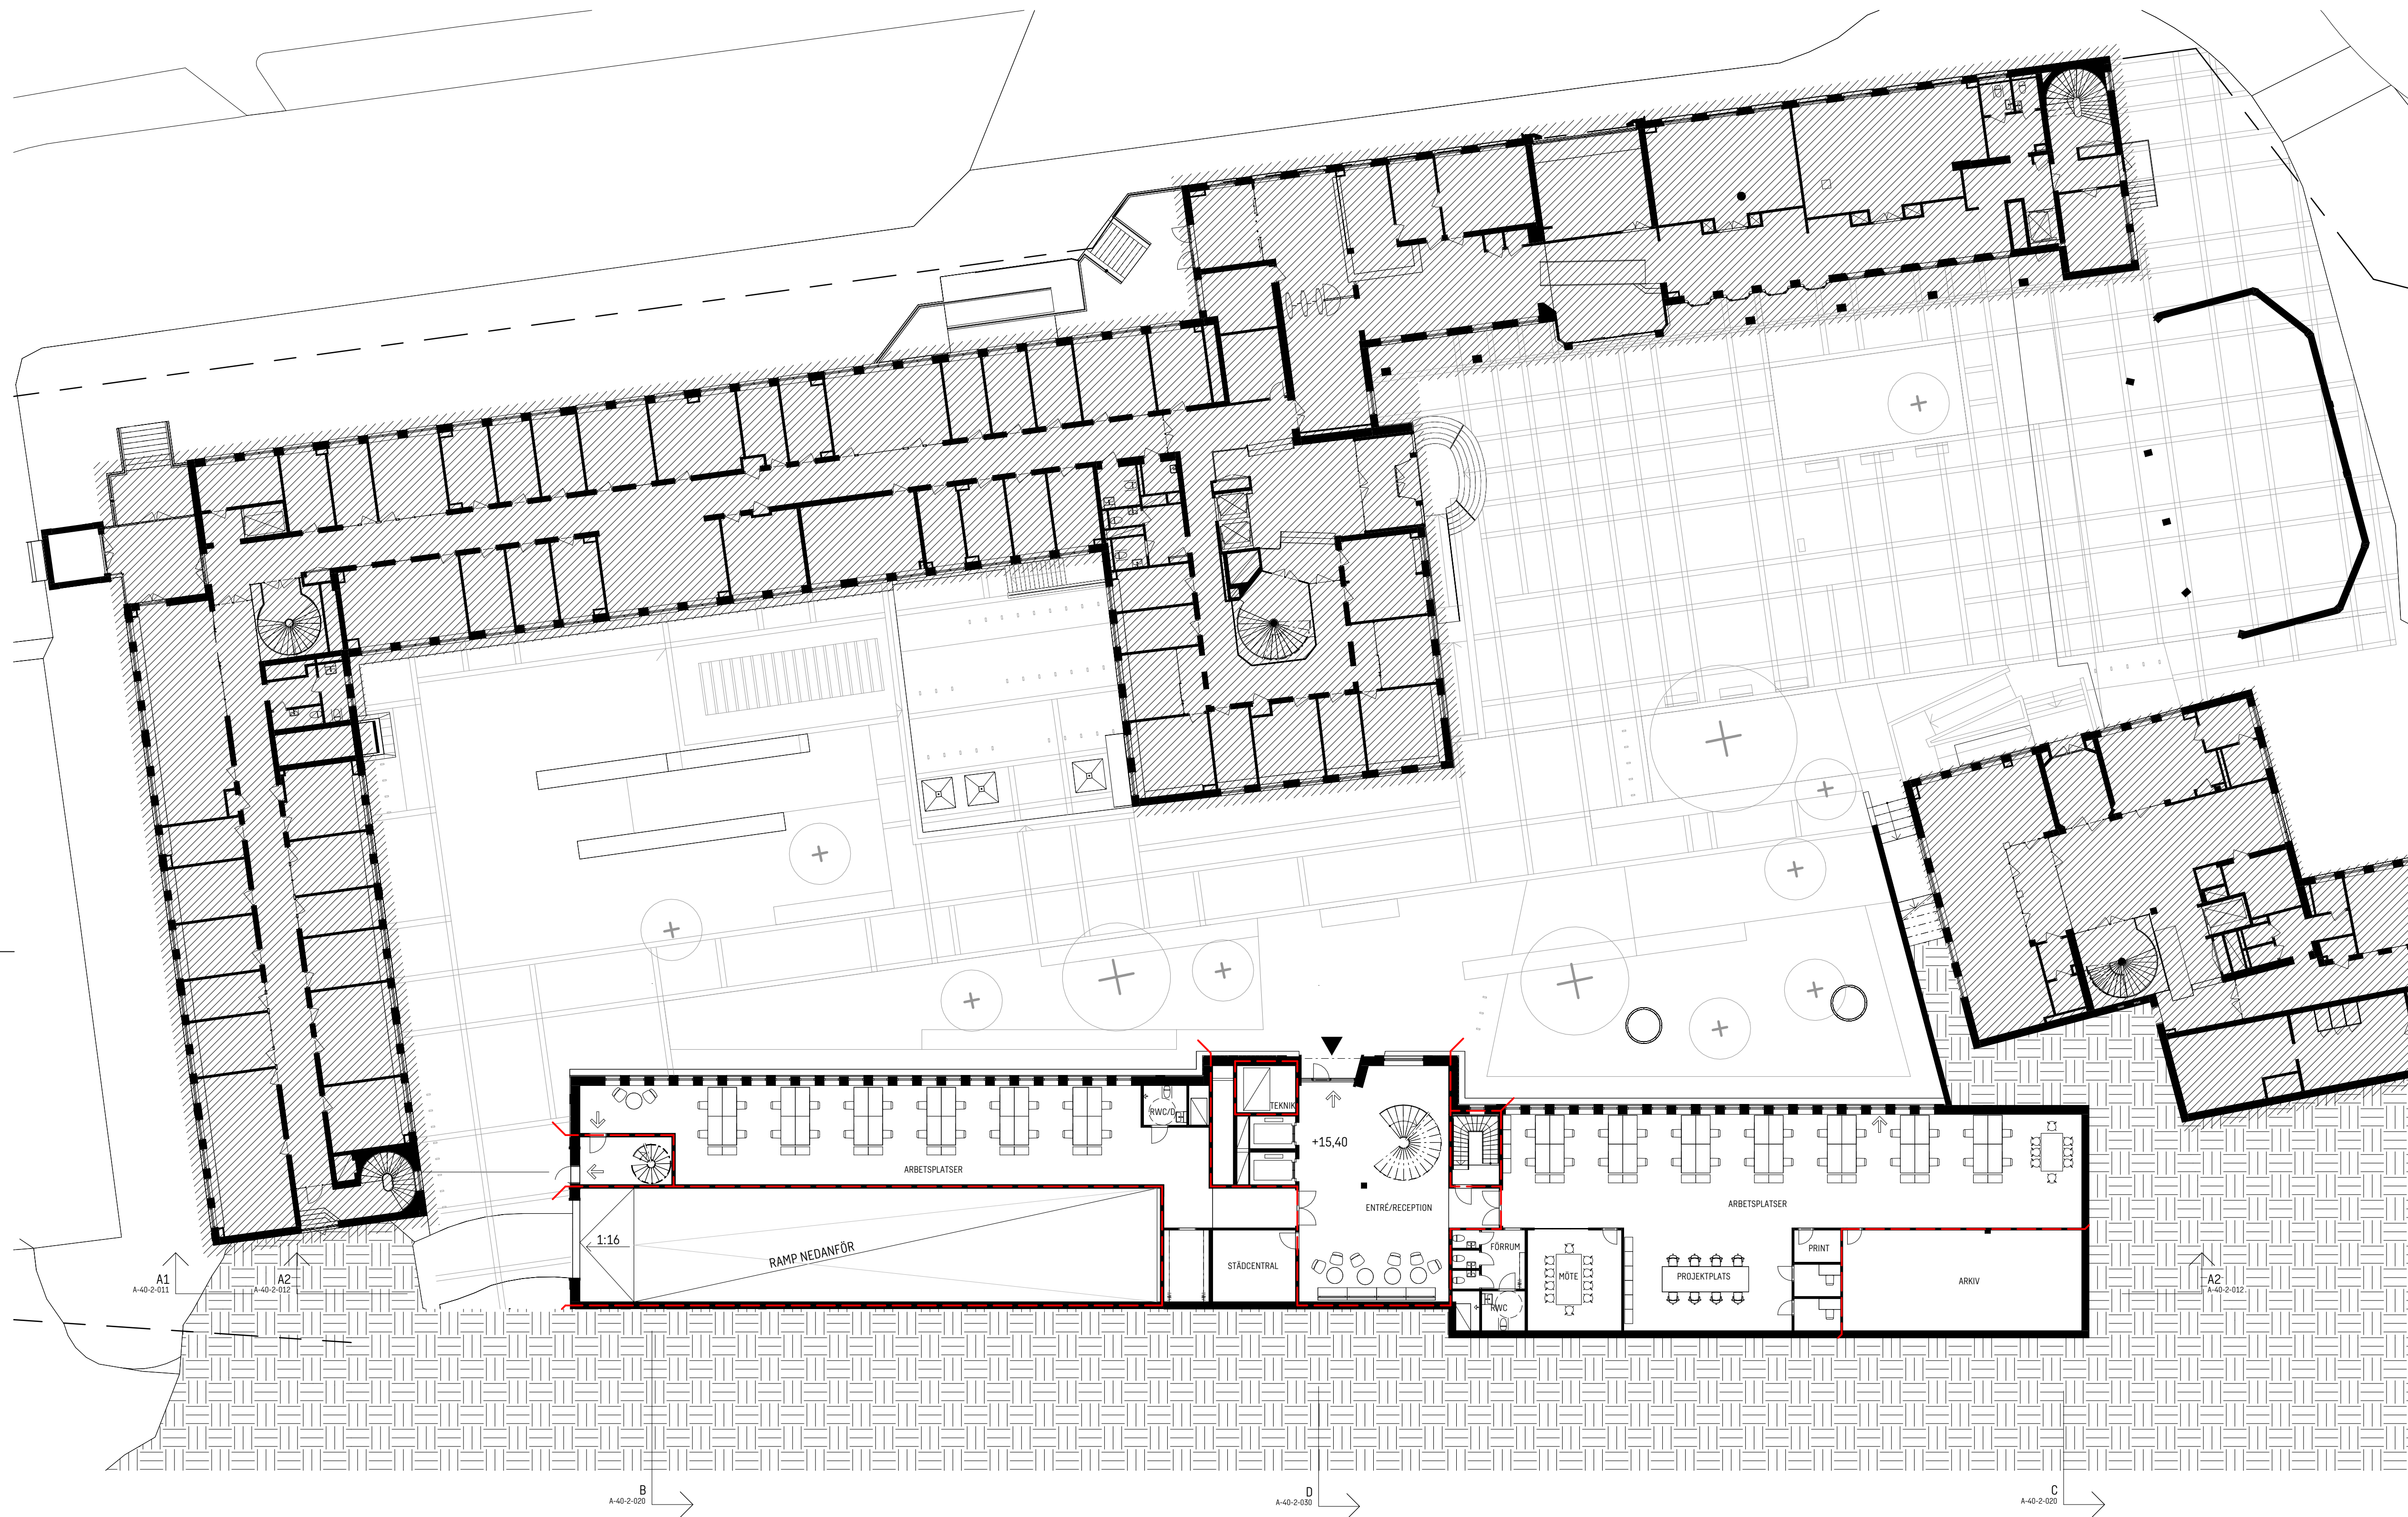 RWC/D
TEKNIK
+15,40
ARBETSPLATSER
ENTRÉ/RECEPTION
ARBETSPLATSER
1:16
RAMP NEDANFÖR
STÄDCENTRAL
FÖRRUM
MÖTE
PROJEKTPLATS
PRINT
ARKIV
RWC
A1
A-40-2-011
A2
A-40-2-012
A2
A-40-2-012
B
A-40-2-020
D
A-40-2-030
C
A-40-2-020